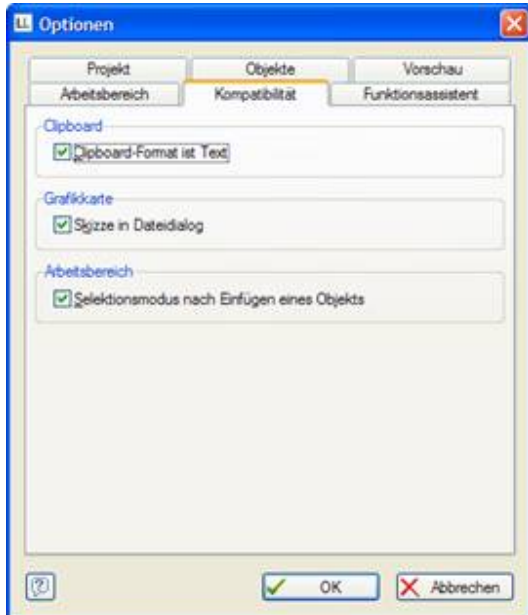 LL Optionen
Projekt Objekte Vorschau
Arbeitsbereich Kompatibilität Funktionsassistent
Clipboard
Clipboard-Format ist Text
Grafikkarte
Skizze in Dateidialog
Arbeitsbereich
Selektionsmodus nach Einfügen eines Objekts
? OK Abbrechen